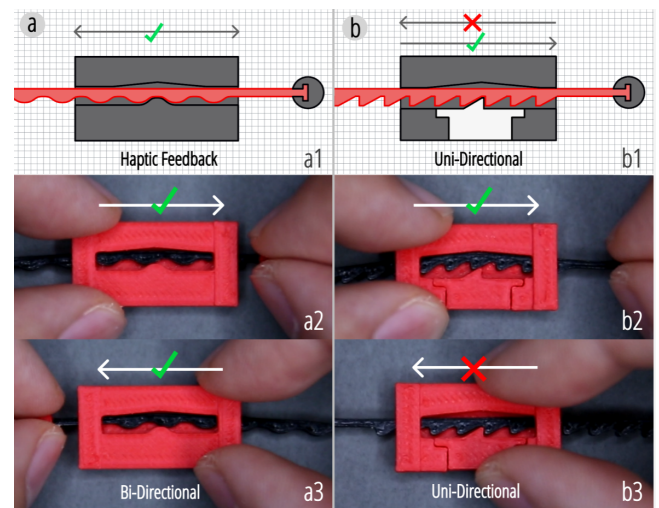 a
b
Haptic Feedback
a1
Uni-Directional
b1
a2
b2
Bi-Directional
a3
Uni-Directional
b3